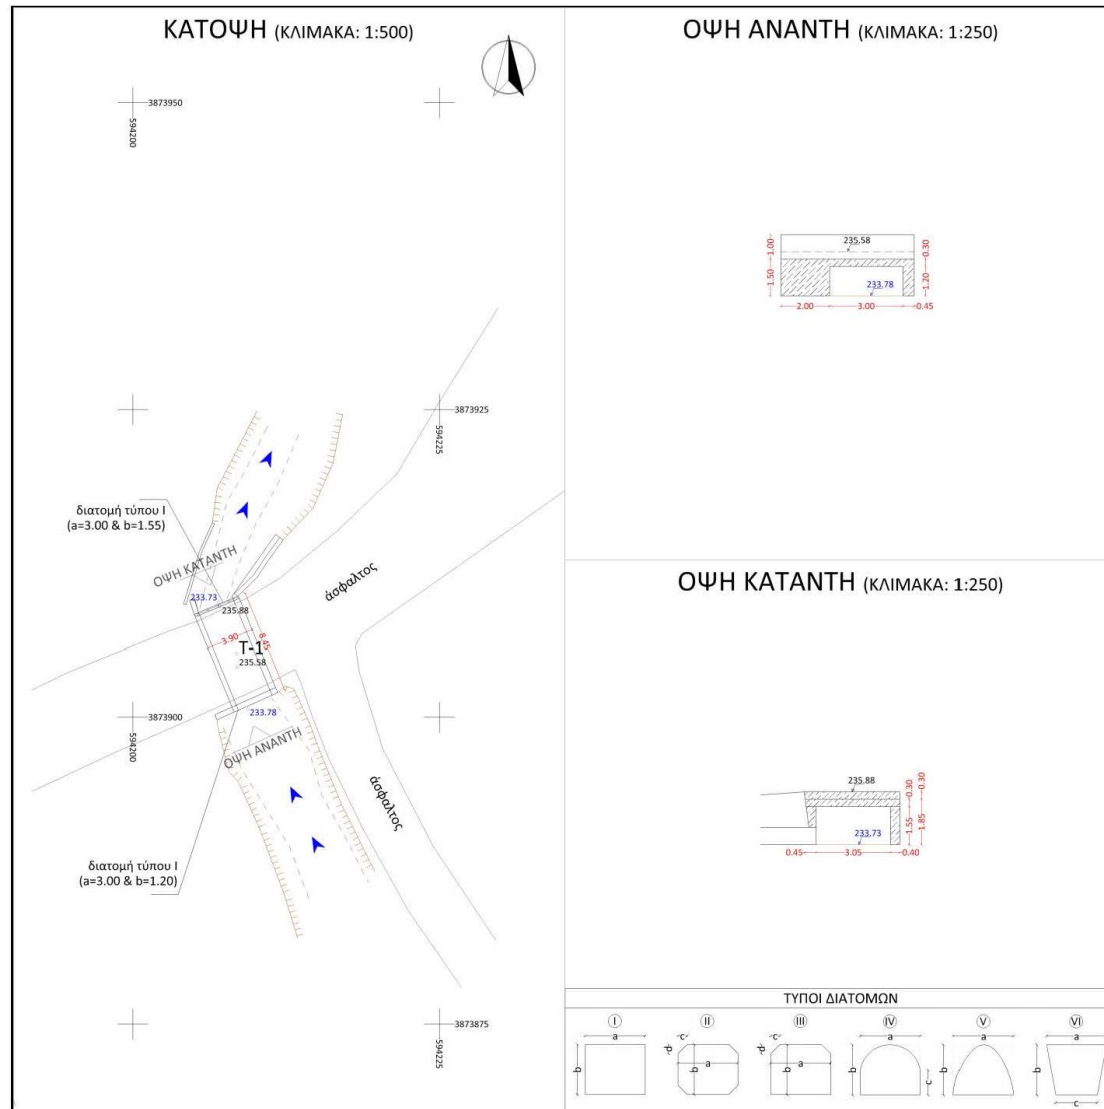 ΚΑΤΟΨΗ (ΚΛΙΜΑΚΑ: 1:500)
3873950
594200
3873925
594225
διατομή τύπου Ι
(a=3.00 & b=1.55)
ΟΨΗ ΚΑΤΑΝΤΗ
άσφαλτος
233.73
235.88
3.90
8.45
Τ-1
235.58
3873900
594200
233.78
ΟΨΗ ΑΝΑΝΤΗ
άσφαλτος
διατομή τύπου Ι
(a=3.00 & b=1.20)
3873875
594225
ΟΨΗ ΑΝΑΝΤΗ (ΚΛΙΜΑΚΑ: 1:250)
1.00
235.58
0.30
1.50
233.78
1.20
2.00
3.00
0.45
ΟΨΗ ΚΑΤΑΝΤΗ (ΚΛΙΜΑΚΑ: 1:250)
235.88
0.30
0.30
1.55
1.85
233.73
0.45
3.05
0.40
ΤΥΠΟΙ ΔΙΑΤΟΜΩΝ
I II III IV V VI
a
b
c
d
a
b
c
d
a
b
a
b
c
a
b
a
b
c